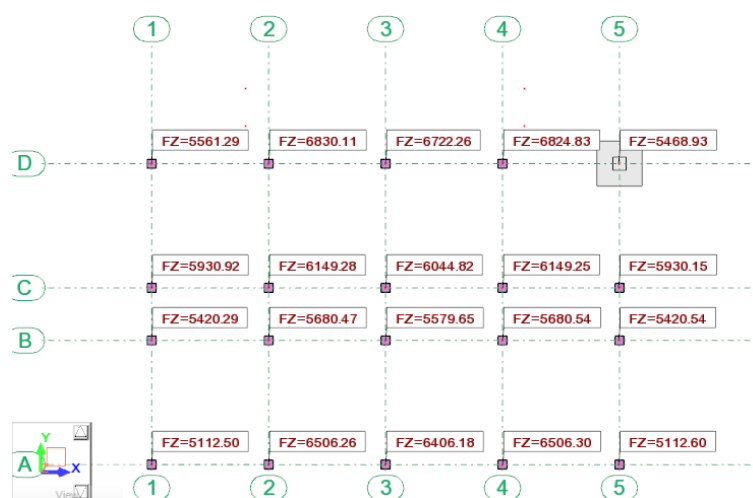 1 2 3 4 5
FZ=5561.29 FZ=6830.11 FZ=6722.26 FZ=6824.83 FZ=5468.93
D
FZ=5930.92 FZ=6149.28 FZ=6044.82 FZ=6149.25 FZ=5930.15
C
FZ=5420.29 FZ=5680.47 FZ=5579.65 FZ=5680.54 FZ=5420.54
B
FZ=5112.50 FZ=6506.26 FZ=6406.18 FZ=6506.30 FZ=5112.60
Y
A X
1 2 3 4 5
View